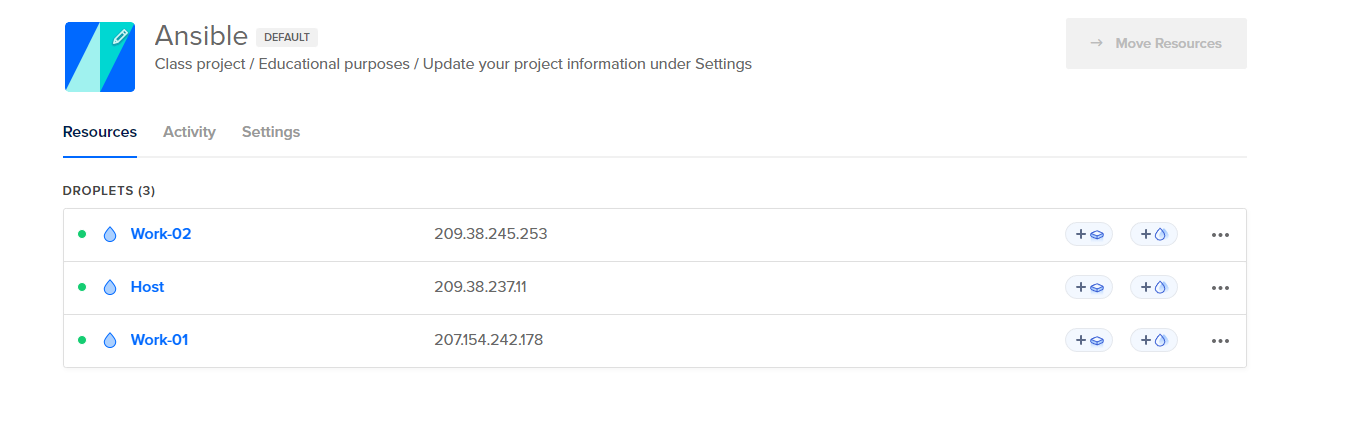 Ansible DEFAULT
→ Move Resources
Class project / Educational purposes / Update your project information under Settings
Resources Activity Settings
DROPLETS (3)
Work-02 209.38.245.253
Host 209.38.237.11
Work-01 207.154.242.178